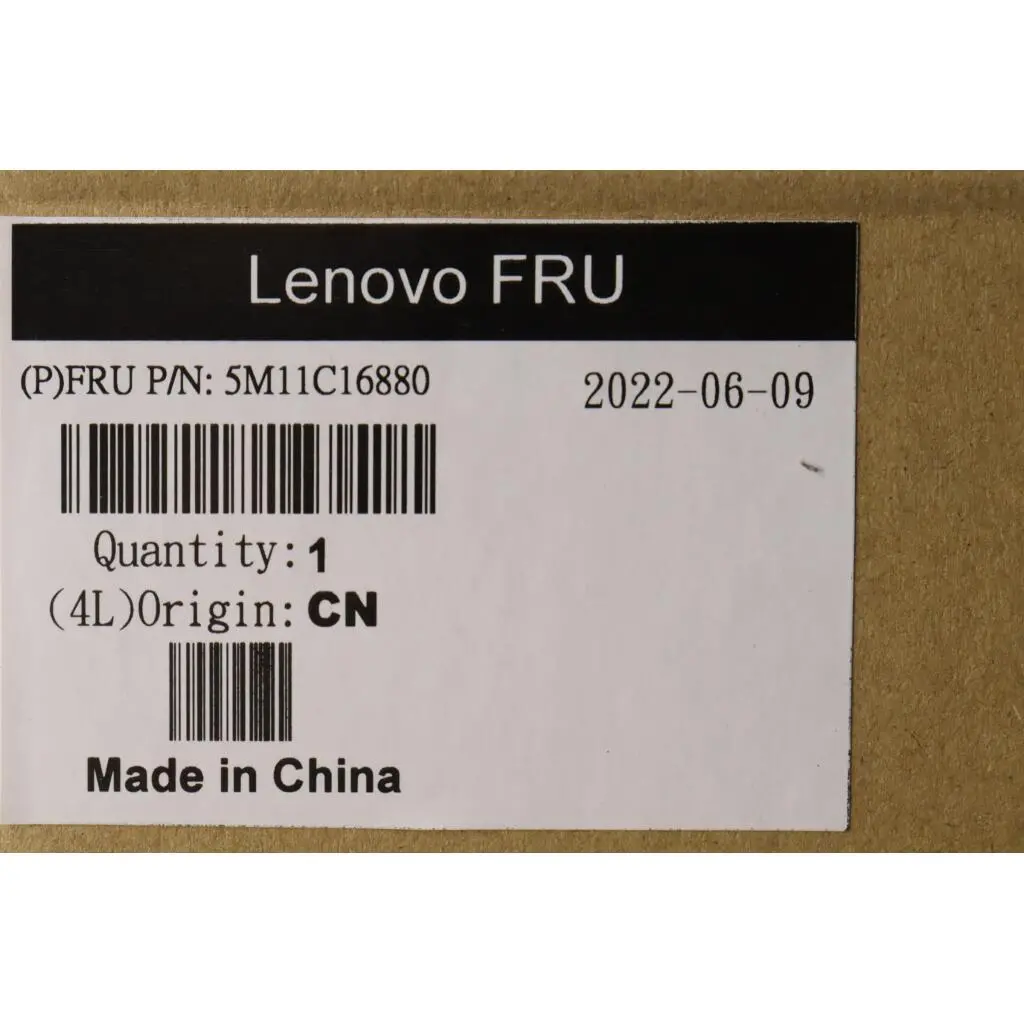 Lenovo FRU
(P)FRU P/N: 5M11C16880
2022-06-09
Quantity: 1
(4L)Origin: CN
Made in China